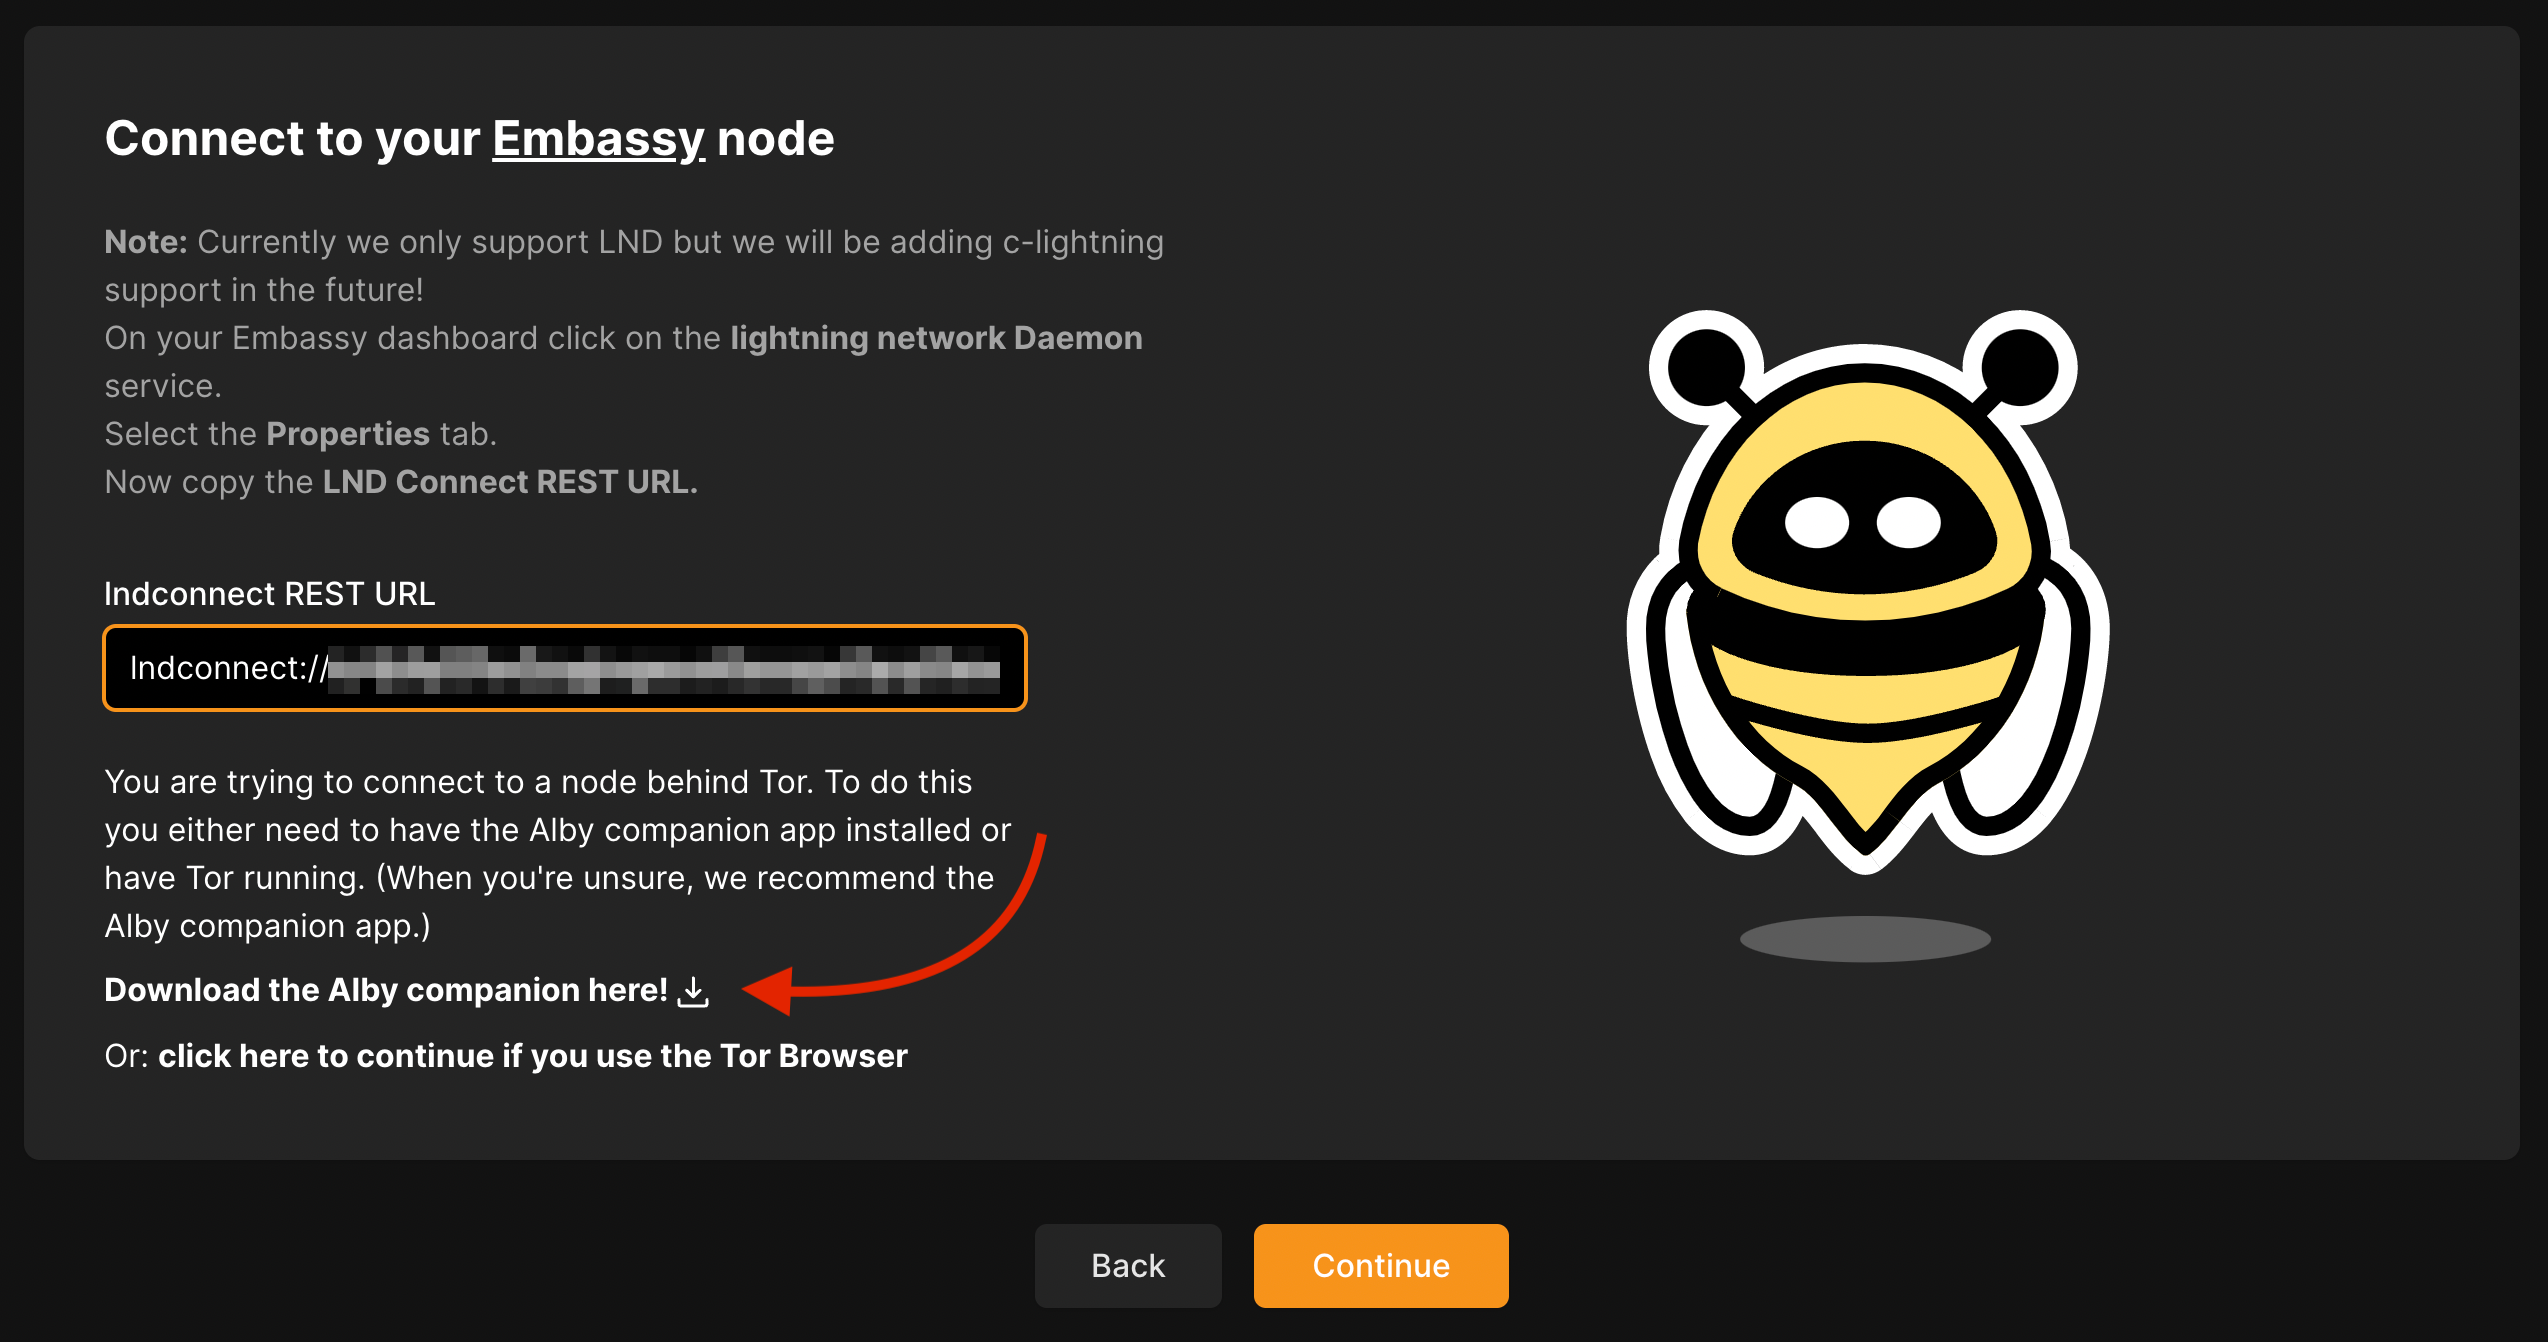 Connect to your Embassy node
Note: Currently we only support LND but we will be adding c-lightning
support in the future!
On your Embassy dashboard click on the lightning network Daemon
service.
Select the Properties tab.
Now copy the LND Connect REST URL.
lndconnect REST URL
lndconnect://
You are trying to connect to a node behind Tor. To do this
you either need to have the Alby companion app installed or
have Tor running. (When you're unsure, we recommend the
Alby companion app.)
Download the Alby companion here!
Or: click here to continue if you use the Tor Browser
Back
Continue